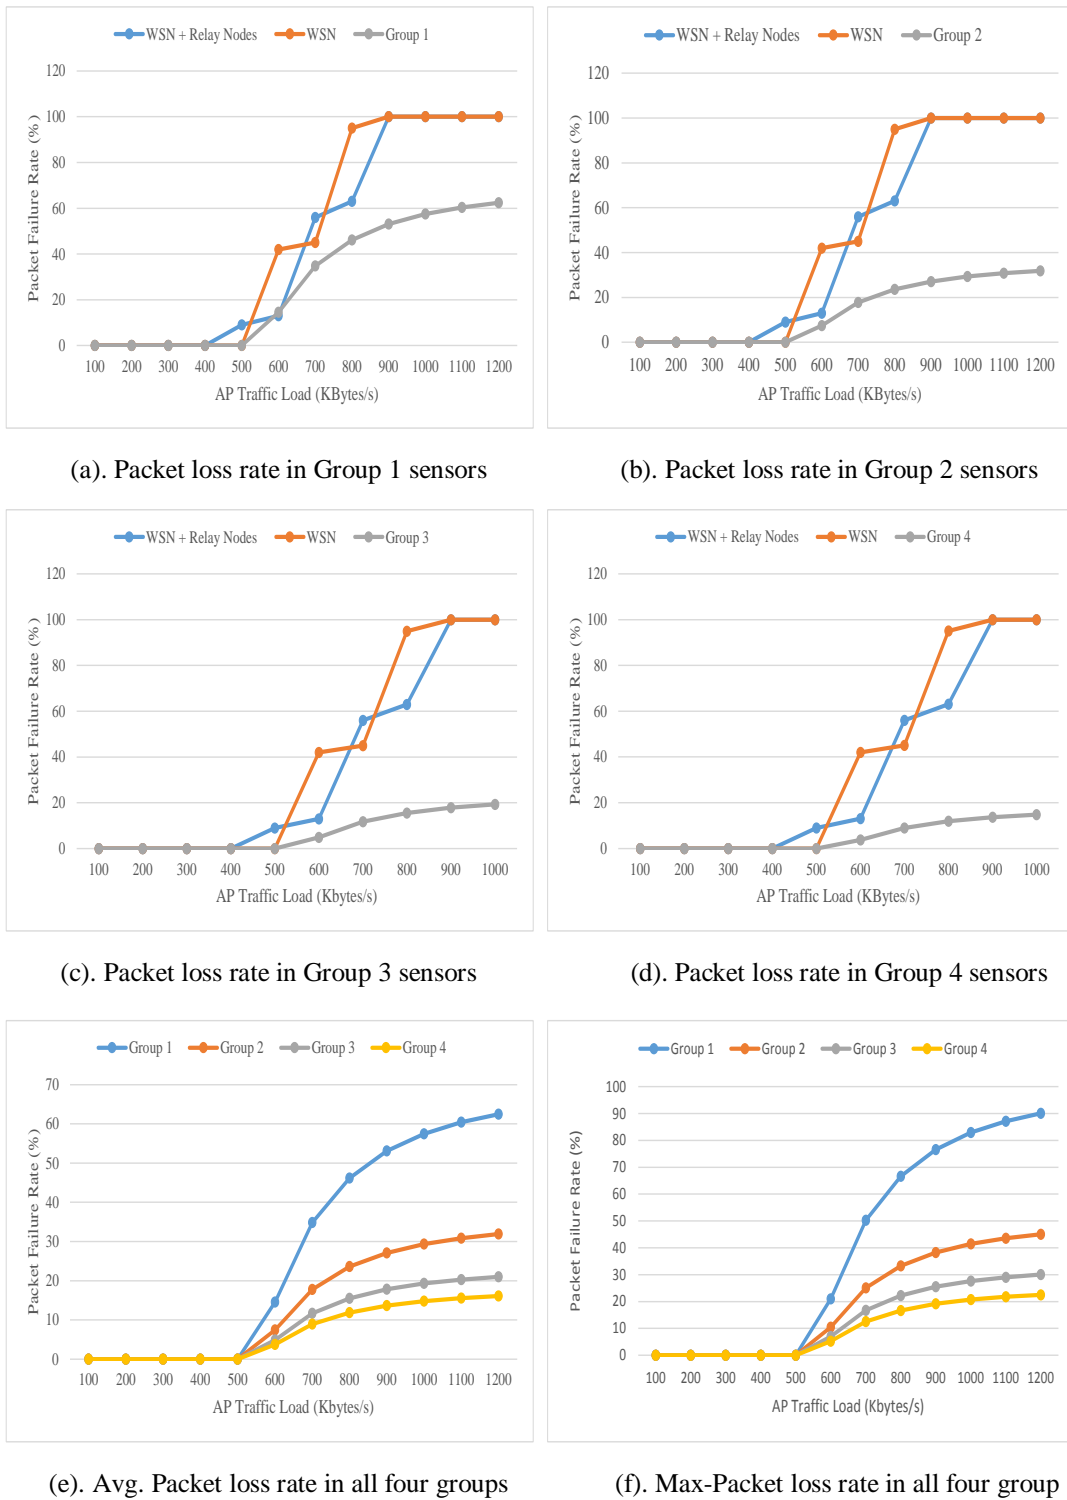 WSN + Relay Nodes WSN Group 1
120
100
80
60
40
20
0
Packet Failure Rate (%)
100 200 300 400 500 600 700 800 900 1000 1100 1200
AP Traffic Load (KBytes/s)
(a). Packet loss rate in Group 1 sensors
WSN + Relay Nodes WSN Group 2
120
100
80
60
40
20
0
Packet Failure Rate (%)
100 200 300 400 500 600 700 800 900 1000 1100 1200
AP Traffic Load (KBytes/s)
(b). Packet loss rate in Group 2 sensors
WSN + Relay Nodes WSN Group 3
120
100
80
60
40
20
0
Packet Failure Rate (%)
100 200 300 400 500 600 700 800 900 1000
AP Traffic Load (Kbytes/s)
(c). Packet loss rate in Group 3 sensors
WSN + Relay Nodes WSN Group 4
120
100
80
60
40
20
0
Packet Failure Rate (%)
100 200 300 400 500 600 700 800 900 1000
AP Traffic Load (KBytes/s)
(d). Packet loss rate in Group 4 sensors
Group 1 Group 2 Group 3 Group 4
70
60
50
40
30
20
10
0
Packet Failure Rate (%)
100 200 300 400 500 600 700 800 900 1000 1100 1200
AP Traffic Load (Kbytes/s)
(e). Avg. Packet loss rate in all four groups
Group 1 Group 2 Group 3 Group 4
100
90
80
70
60
50
40
30
20
10
0
Packet Failure Rate (%)
100 200 300 400 500 600 700 800 900 1000 1100 1200
AP Traffic Load (Kbytes/s)
(f). Max-Packet loss rate in all four group